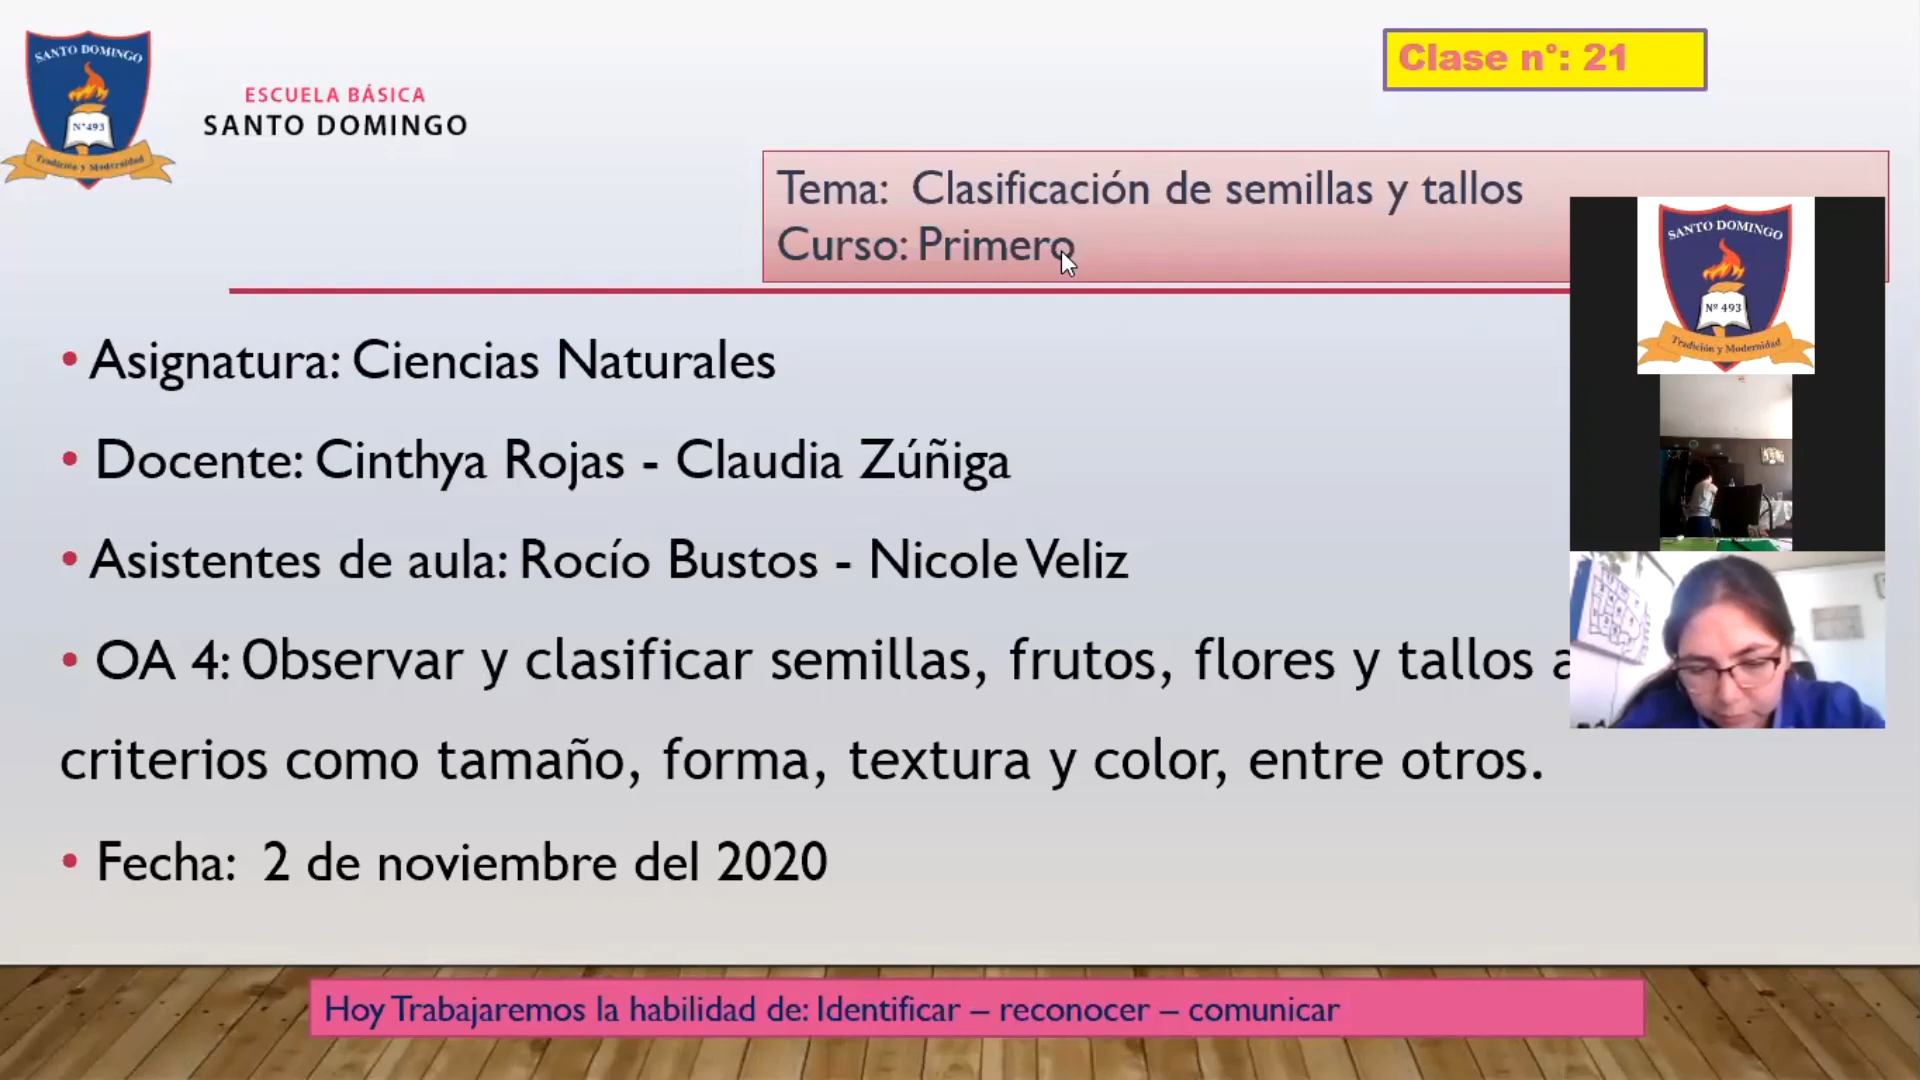 SANTO DOMINGO
N°493
Tradición y Modernidad
ESCUELA BÁSICA
SANTO DOMINGO
Clase n°: 21
Tema:  Clasificación de semillas y tallos
Curso: Primero
SANTO DOMINGO
Nº 493
Tradición y Modernidad
• Asignatura: Ciencias Naturales
• Docente: Cinthya Rojas - Claudia Zúñiga
• Asistentes de aula: Rocío Bustos - Nicole Veliz
• OA 4: Observar y clasificar semillas, frutos, flores y tallos a
criterios como tamaño, forma, textura y color, entre otros.
• Fecha:  2 de noviembre del 2020
Hoy Trabajaremos la habilidad de: Identificar – reconocer – comunicar